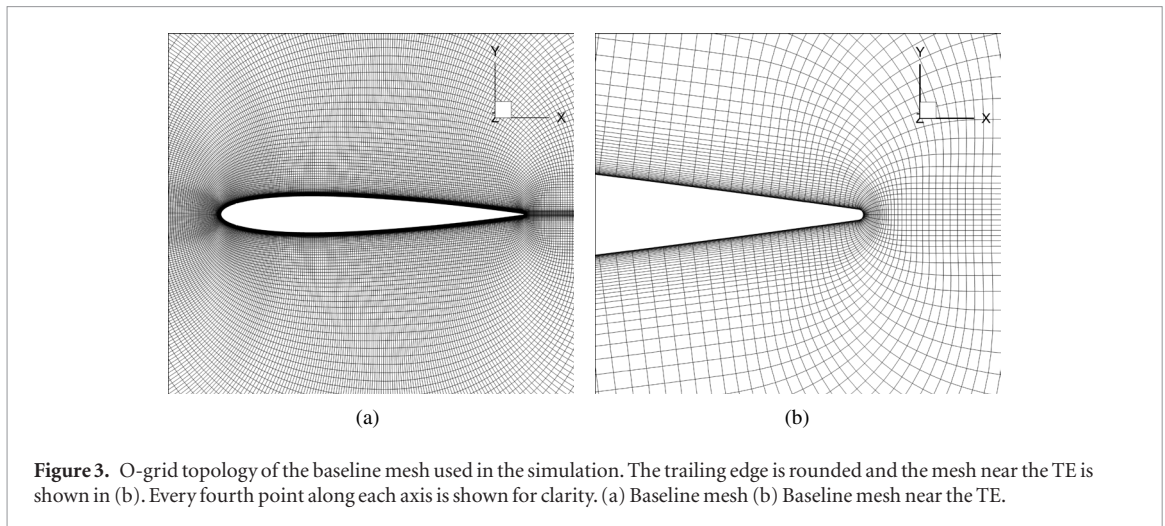 Y
Z
X
Y
Z
X
(a)
(b)
Figure 3. O-grid topology of the baseline mesh used in the simulation. The trailing edge is rounded and the mesh near the TE is
shown in (b). Every fourth point along each axis is shown for clarity. (a) Baseline mesh (b) Baseline mesh near the TE.